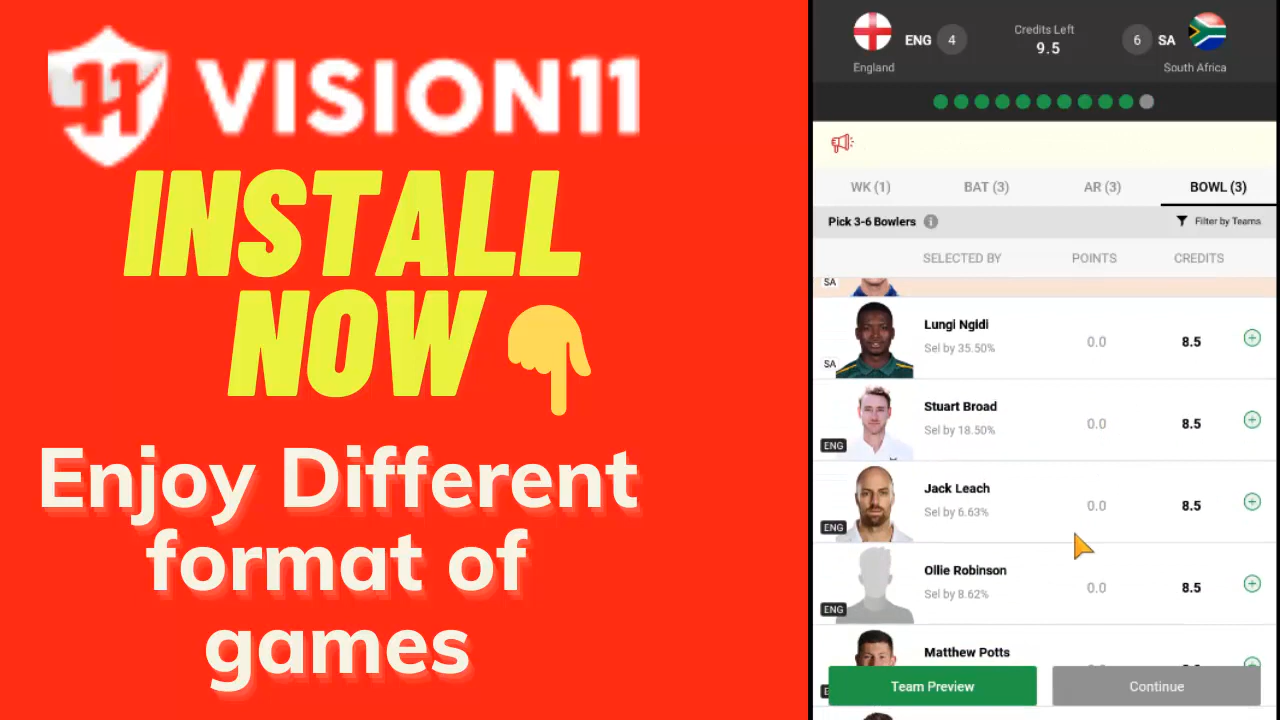 VISION11
INSTALL
NOW
Enjoy Different
format of
games
ENG 4
England
Credits Left
9.5
6 SA
South Africa
WK (1) BAT (3) AR (3) BOWL (3)
Pick 3-6 Bowlers i Filter by Teams
SELECTED BY POINTS CREDITS
SA
Lungi Ngidi
Sel by 35.50% 0.0 8.5
SA
Stuart Broad
Sel by 18.50% 0.0 8.5
ENG
Jack Leach
Sel by 6.63% 0.0 8.5
ENG
Ollie Robinson
Sel by 8.62% 0.0 8.5
ENG
Matthew Potts
Team Preview Continue